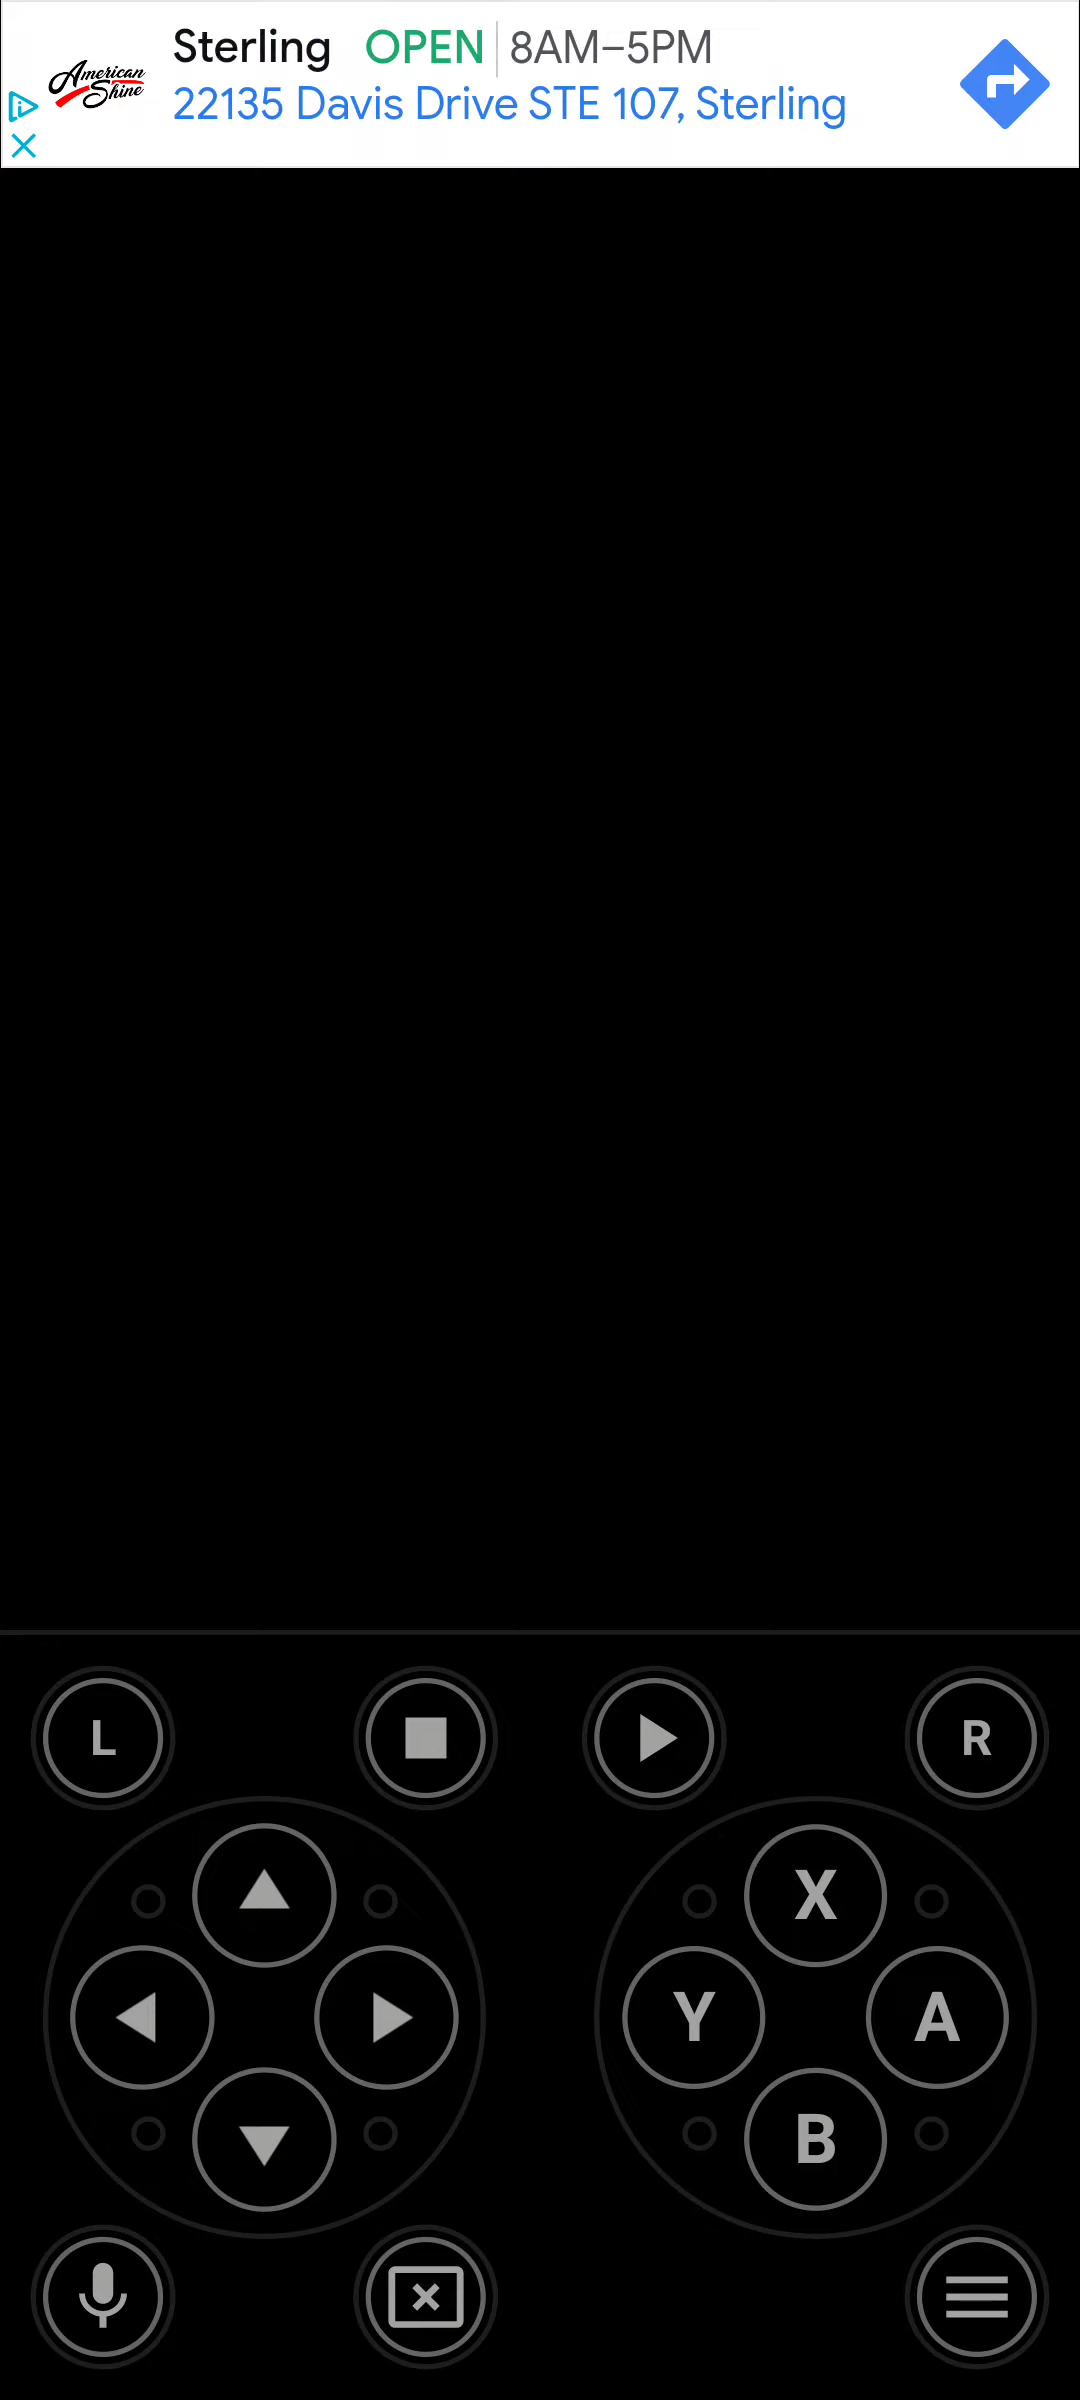 Sterling OPEN 8AM–5PM
American Shine
22135 Davis Drive STE 107, Sterling
L R
X
Y A
B